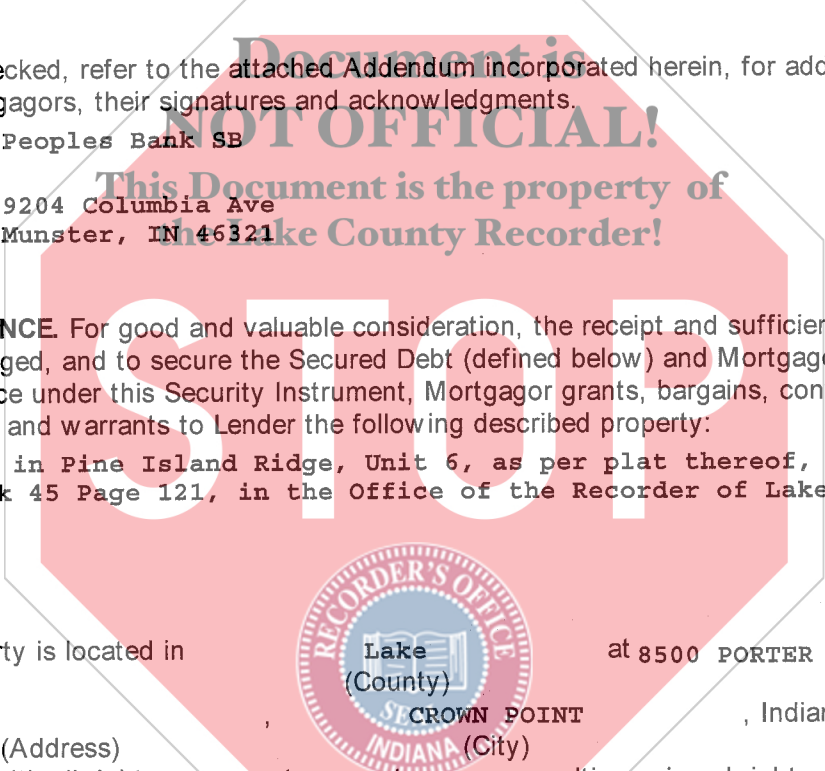 Document is
ecked, refer to the attached Addendum incorporated herein, for add
gagors, their signatures and acknowledgments.
NOT OFFICIAL!
Peoples Bank SB
This Document is the property of
9204 Columbia Ave
the Lake County Recorder!
Munster, IN 46321
NCE. For good and valuable consideration, the receipt and sufficien
ged, and to secure the Secured Debt (defined below) and Mortgago
ce under this Security Instrument, Mortgagor grants, bargains, con
and warrants to Lender the following described property:
STOP
in Pine Island Ridge, Unit 6, as per plat thereof,
k 45 Page 121, in the Office of the Recorder of Lake
RECORDER'S OFFICE
rty is located in Lake at 8500 PORTER
(County)
SEAL
, CROWN POINT , Indian
(Address) (City)
INDIANA